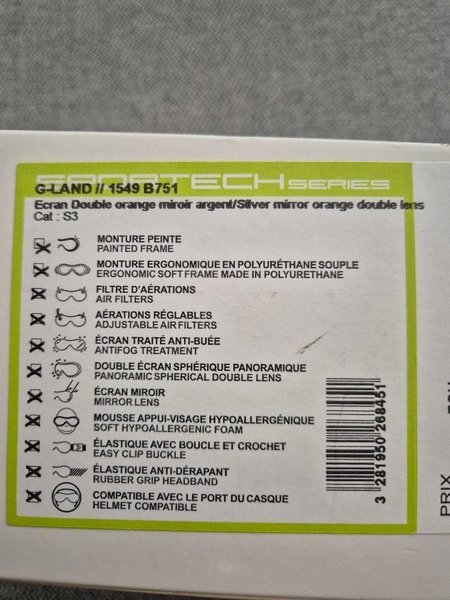 SPORTECH SERIES
G-LAND // 1549 B751
Ecran Double orange miroir argent/Silver mirror orange double lens
Cat : S3
MONTURE PEINTE
PAINTED FRAME
MONTURE ERGONOMIQUE EN POLYURÉTHANE SOUPLE
ERGONOMIC SOFT FRAME MADE IN POLYURETHANE
FILTRE D'AÉRATIONS
AIR FILTERS
AÉRATIONS RÉGLABLES
ADJUSTABLE AIR FILTERS
ÉCRAN TRAITÉ ANTI-BUÉE
ANTIFOG TREATMENT
DOUBLE ÉCRAN SPHÉRIQUE PANORAMIQUE
PANORAMIC SPHERICAL DOUBLE LENS
ÉCRAN MIROIR
MIRROR LENS
MOUSSE APPUI-VISAGE HYPOALLERGÉNIQUE
SOFT HYPOALLERGENIC FOAM
ÉLASTIQUE AVEC BOUCLE ET CROCHET
EASY CLIP BUCKLE
ÉLASTIQUE ANTI-DÉRAPANT
RUBBER GRIP HEADBAND
COMPATIBLE AVEC LE PORT DU CASQUE
HELMET COMPATIBLE
3 281950 268451
PRIX